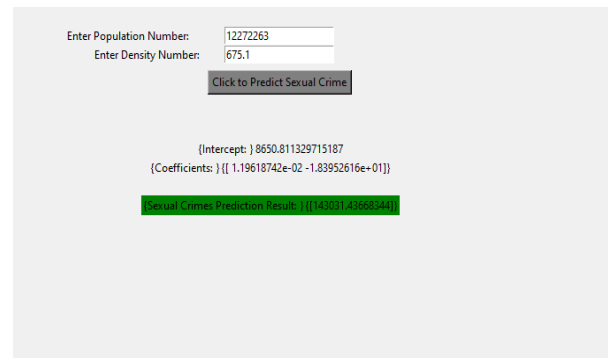 Enter Population Number: 12272263
Enter Density Number: 675.1
Click to Predict Sexual Crime
{Intercept: } 8650.811329715187
{Coefficients: } {[[ 1.19618742e-02 -1.83952616e+01]]}
{Sexual Crimes Prediction Result: } {[[143031.43668344]]}